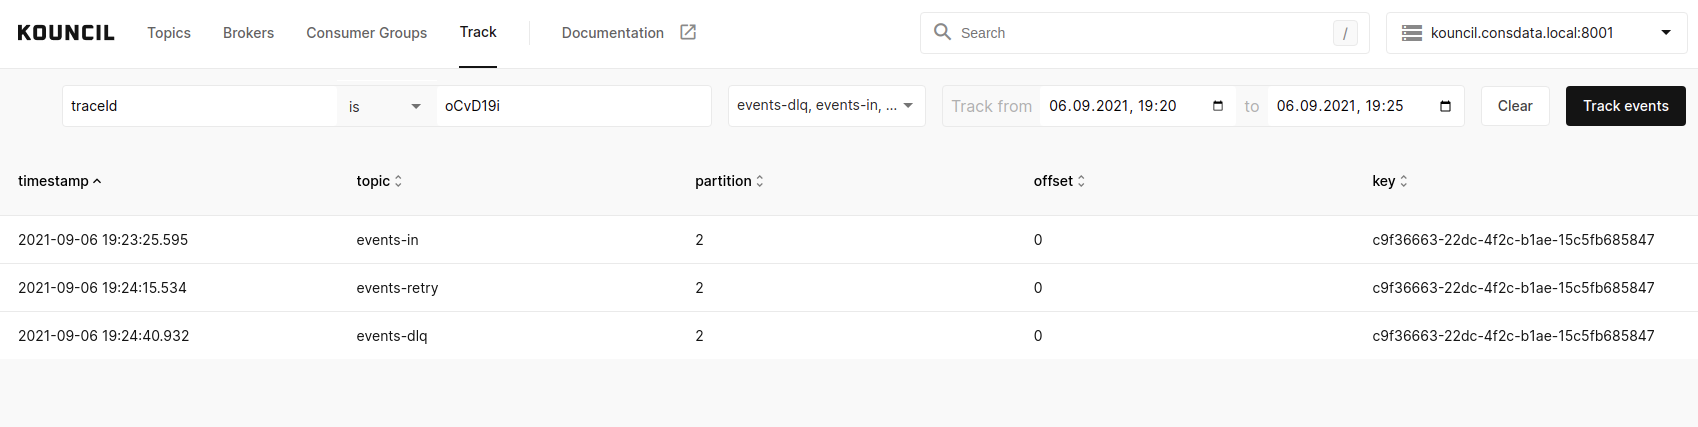 KOUNCIL Topics Brokers Consumer Groups Track Documentation Search / kouncil.consdata.local:8001
traceId is oCvD19i events-dlq, events-in, ... Track from 06.09.2021, 19:20 to 06.09.2021, 19:25 Clear Track events
timestamp topic partition offset key
2021-09-06 19:23:25.595 events-in 2 0 c9f36663-22dc-4f2c-b1ae-15c5fb685847
2021-09-06 19:24:15.534 events-retry 2 0 c9f36663-22dc-4f2c-b1ae-15c5fb685847
2021-09-06 19:24:40.932 events-dlq 2 0 c9f36663-22dc-4f2c-b1ae-15c5fb685847